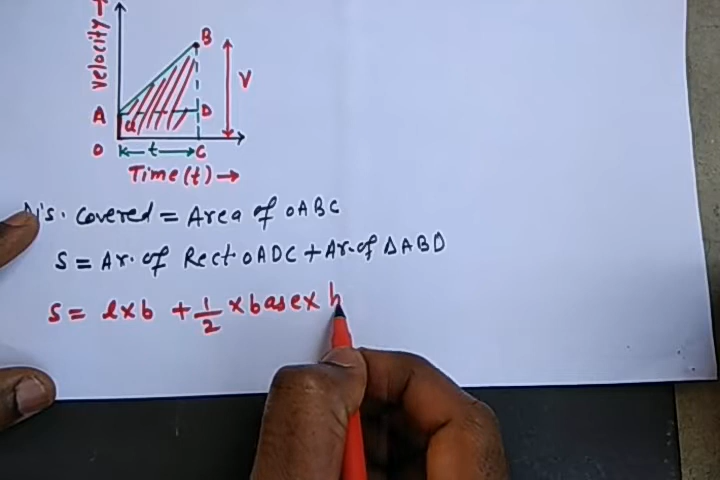 Velocity →
B
V
A
D
u
O
t
C
Time (t) →
Dis. Covered = Area of OABC
S = Ar. of Rect OADC + Ar. of ΔABD
S = l×b + 1/2 × base × h